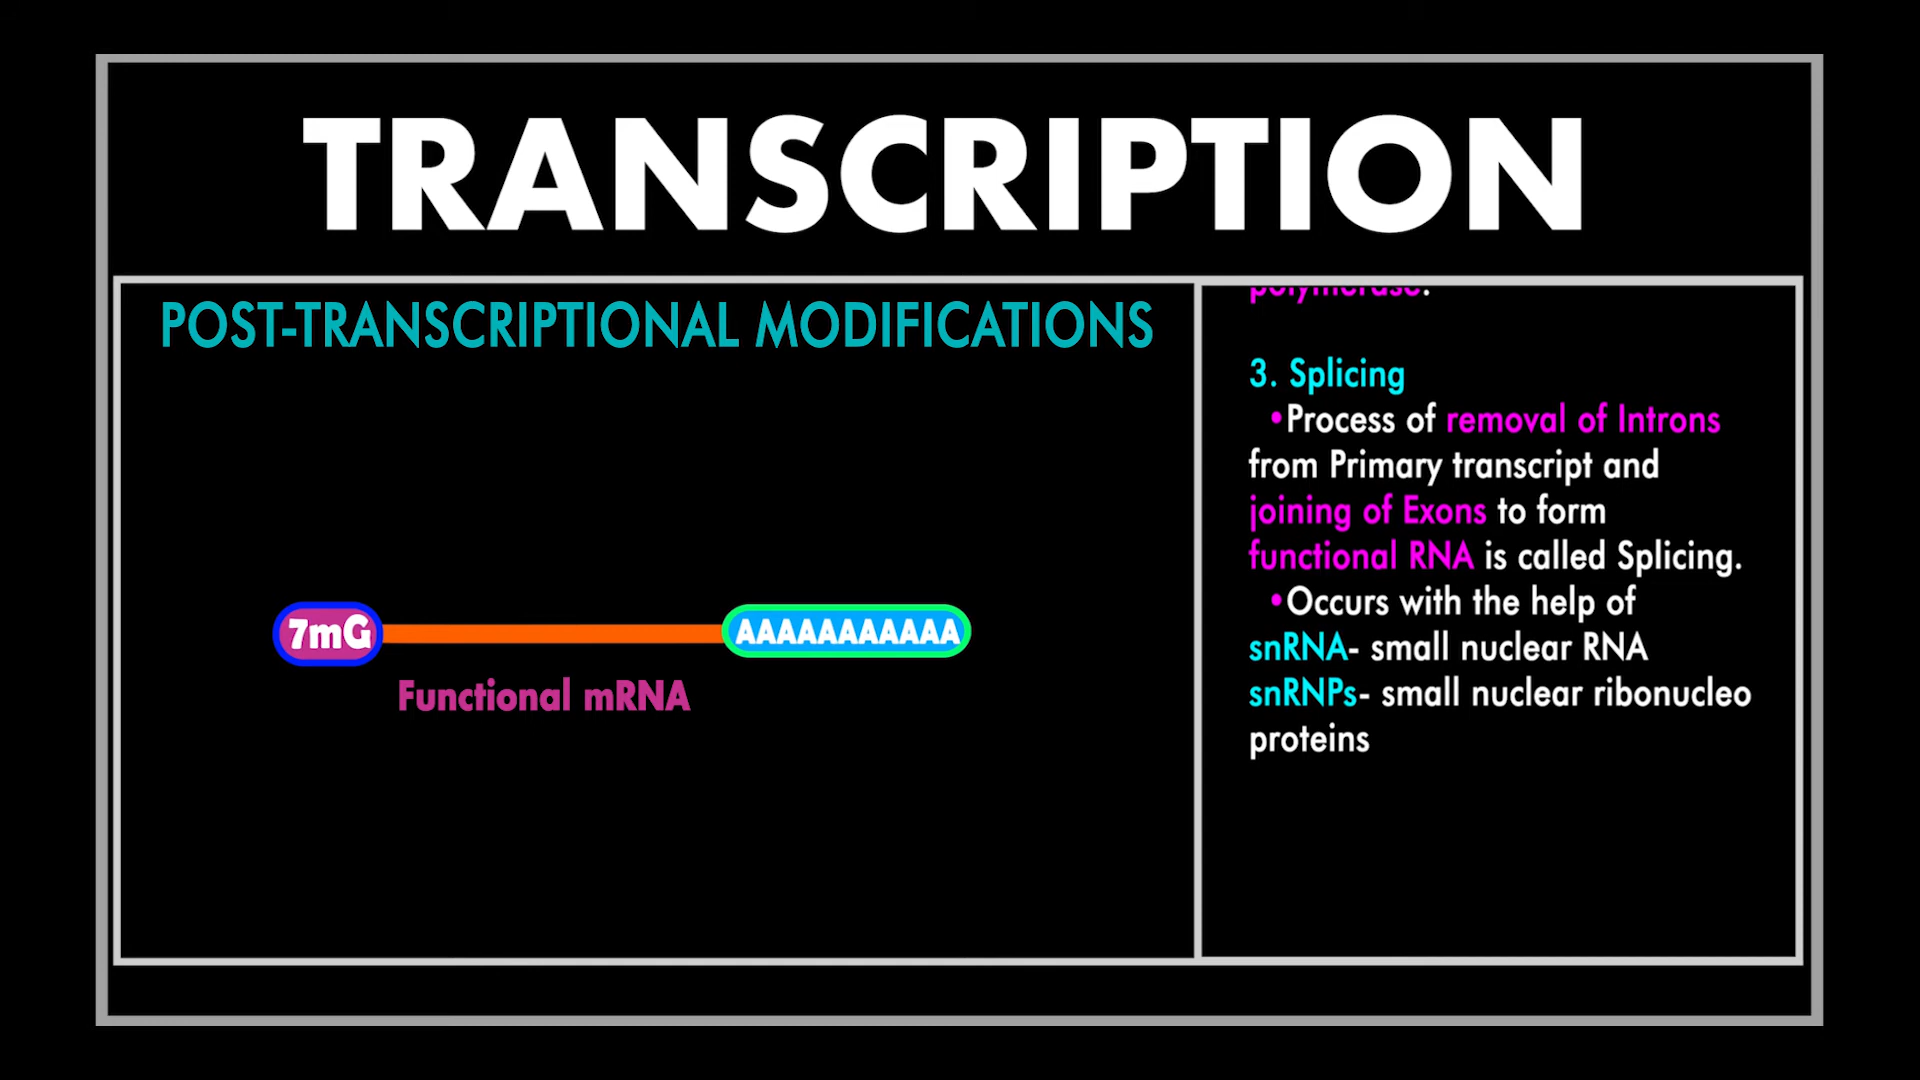 TRANSCRIPTION
POST-TRANSCRIPTIONAL MODIFICATIONS
7mG
AAAAAAAAAAA
Functional mRNA
polymerase.
3. Splicing
•Process of removal of Introns
from Primary transcript and
joining of Exons to form
functional RNA is called Splicing.
•Occurs with the help of
snRNA- small nuclear RNA
snRNPs- small nuclear ribonucleo
proteins